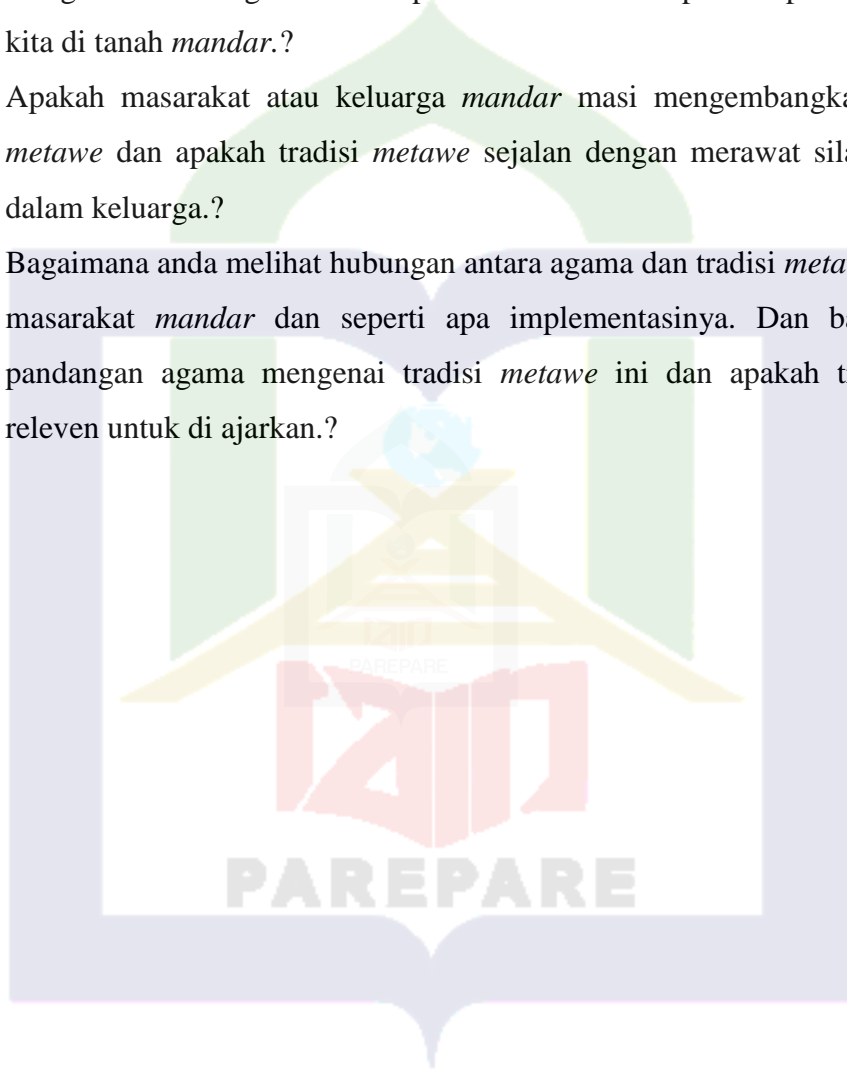 kita di tanah mandar.?
Apakah masarakat atau keluarga mandar masi mengembangka
metawe dan apakah tradisi metawe sejalan dengan merawat sila
dalam keluarga.?
Bagaimana anda melihat hubungan antara agama dan tradisi meta
masarakat mandar dan seperti apa implementasinya. Dan ba
pandangan agama mengenai tradisi metawe ini dan apakah t
releven untuk di ajarkan.?
PAREPARE
PAREPARE